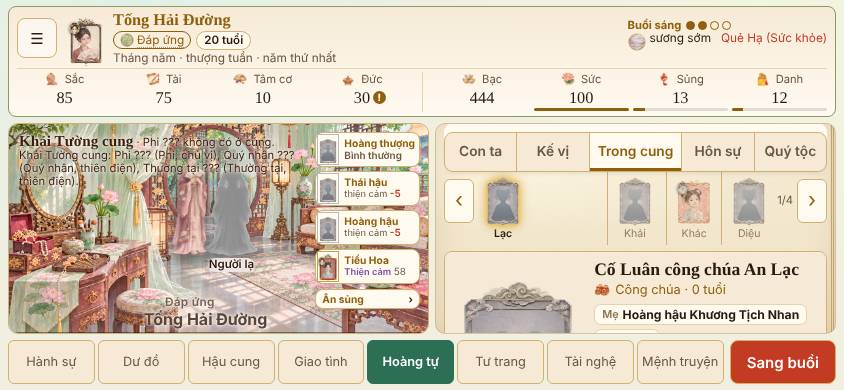 ☰
Tống Hải Đường
Đáp ứng 20 tuổi
Tháng năm · thượng tuần · năm thứ nhất
Buổi sáng
sương sớm Quẻ Hạ (Sức khỏe)
Sắc Tài Tâm cơ Đức Bạc Sức Sủng Danh
85 75 10 30 ! 444 100 13 12
Khải Tường cung · Phi ??? không có ở cung.
Khải Tường cung: Phi ??? (Phi, chủ vị), Quý nhân ???
(Quý nhân, thiên điện), Thường tại ??? (Thường tại,
thiên điện).
Hoàng thượng
Bình thường
Thái hậu
thiện cảm -5
Hoàng hậu
thiện cảm -5
Tiểu Hoa
Thiện cảm 58
Ân sủng ›
Người lạ
Đáp ứng
Tống Hải Đường
Con ta Kế vị Trong cung Hôn sự Quý tộc
‹ Lạc Khải Khác Diệu 1/4 ›
Cố Luân công chúa An Lạc
Công chúa · 0 tuổi
Mẹ Hoàng hậu Khương Tịch Nhan
Hành sự Dư đồ Hậu cung Giao tình Hoàng tự Tư trang Tài nghệ Mệnh truyện Sang buổi